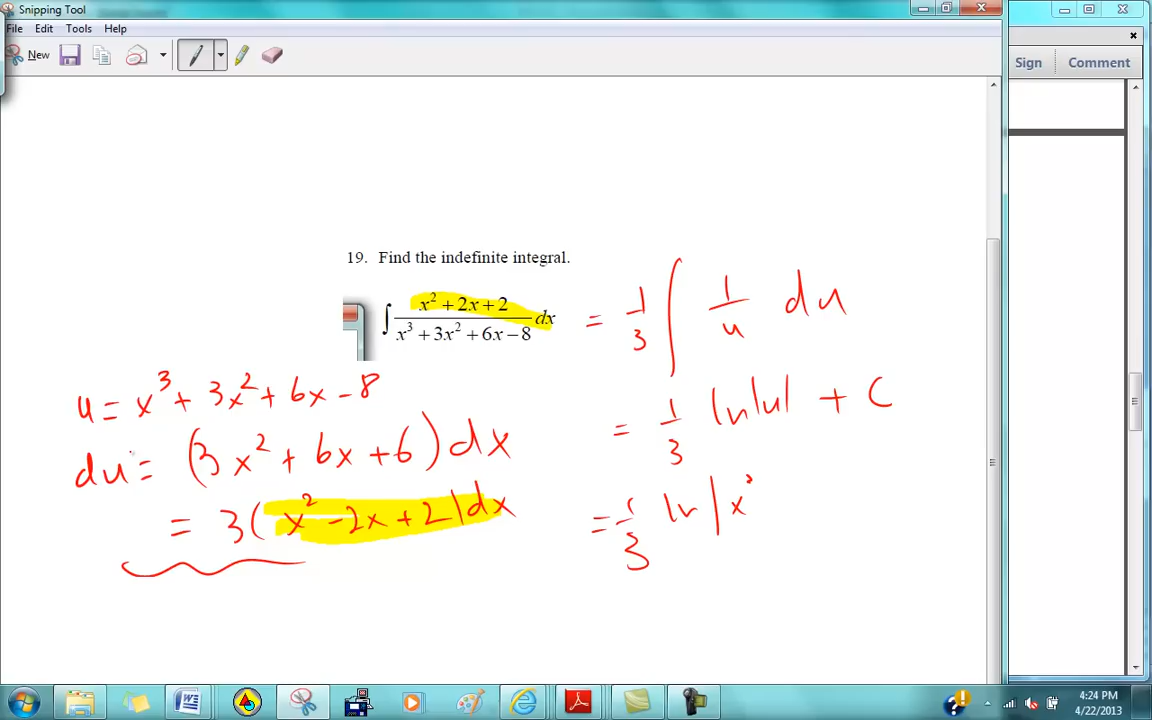 Snipping Tool
File Edit Tools Help
New
Sign Comment
19. Find the indefinite integral.
∫ (x² + 2x + 2)/(x³ + 3x² + 6x − 8) dx = 1/3 ∫ 1/u du
u = x³ + 3x² + 6x − 8
= 1/3 ln|u| + C
du = (3x² + 6x + 6) dx
= 3(x² − 2x + 2) dx
= 1/3 ln|x³
4:24 PM
4/22/2013